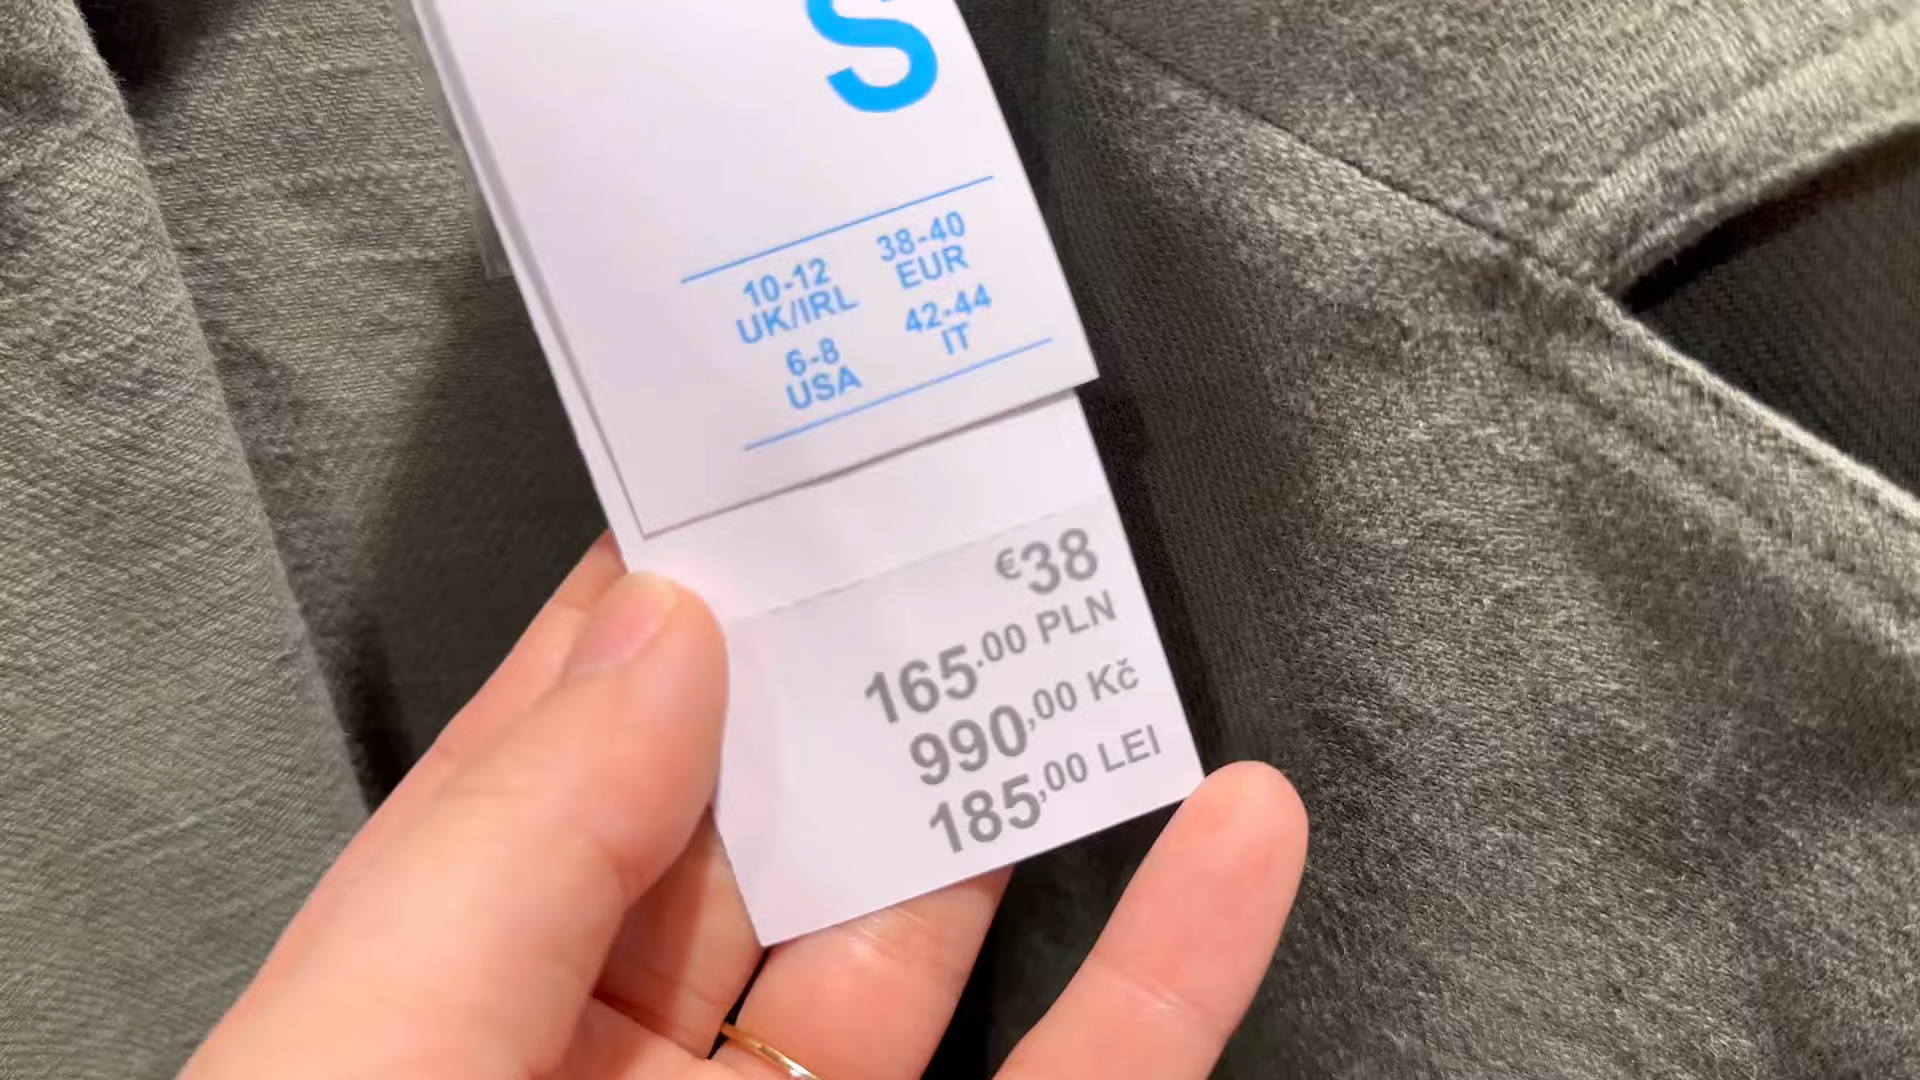 S
10-12 38-40
UK/IRL EUR
6-8 42-44
USA IT
€38
165.00 PLN
990,00 Kč
185,00 LEI